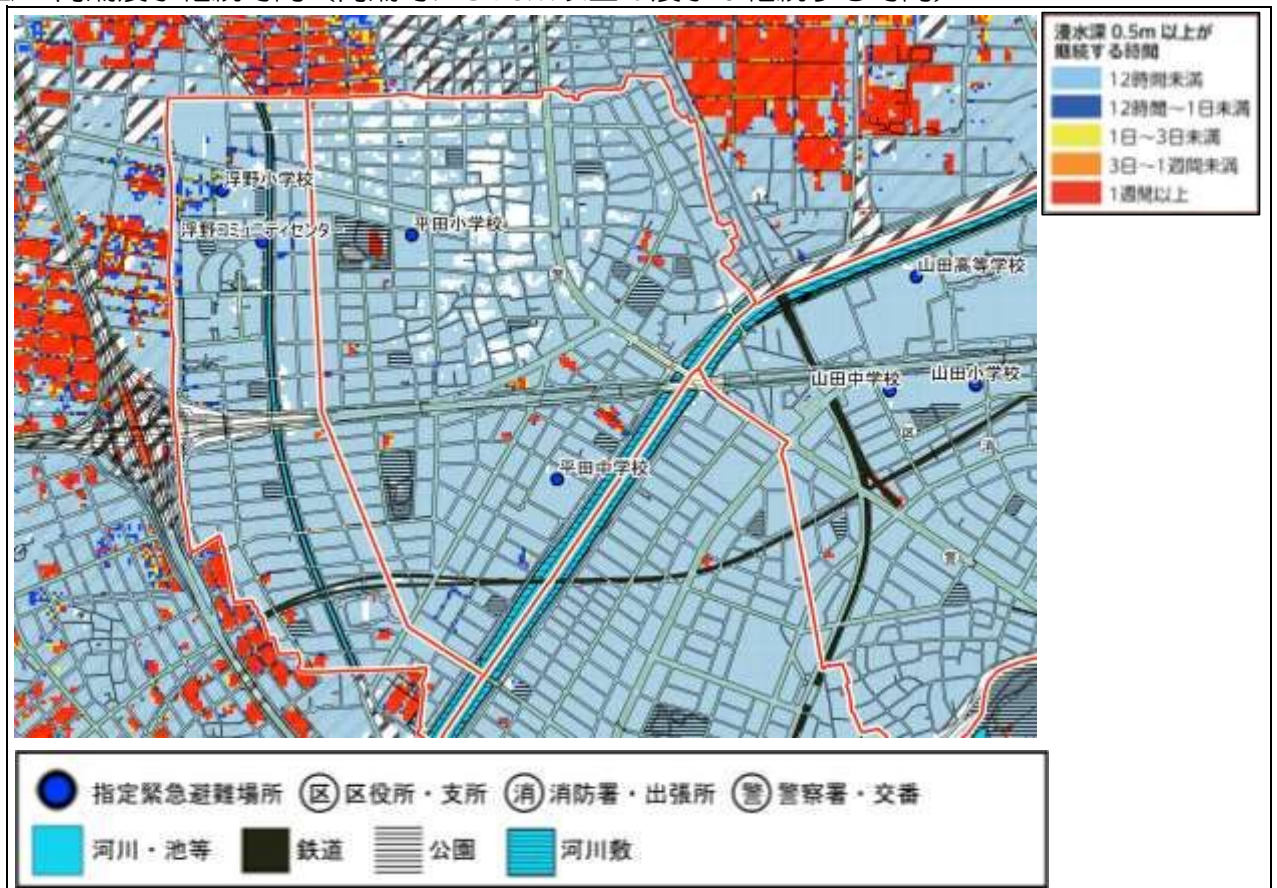 浸水深 0.5m 以上が
継続する時間
12時間未満
12時間～1日未満
1日～3日未満
3日～1週間未満
1週間以上
浮野小学校
浮野コミュニティセンタ
平田小学校
警
山田高等学校
山田中学校
山田小学校
区
消
平田中学校
警
指定緊急避難場所 区 区役所・支所 消 消防署・出張所 警 警察署・交番
河川・池等 鉄道 公園 河川敷